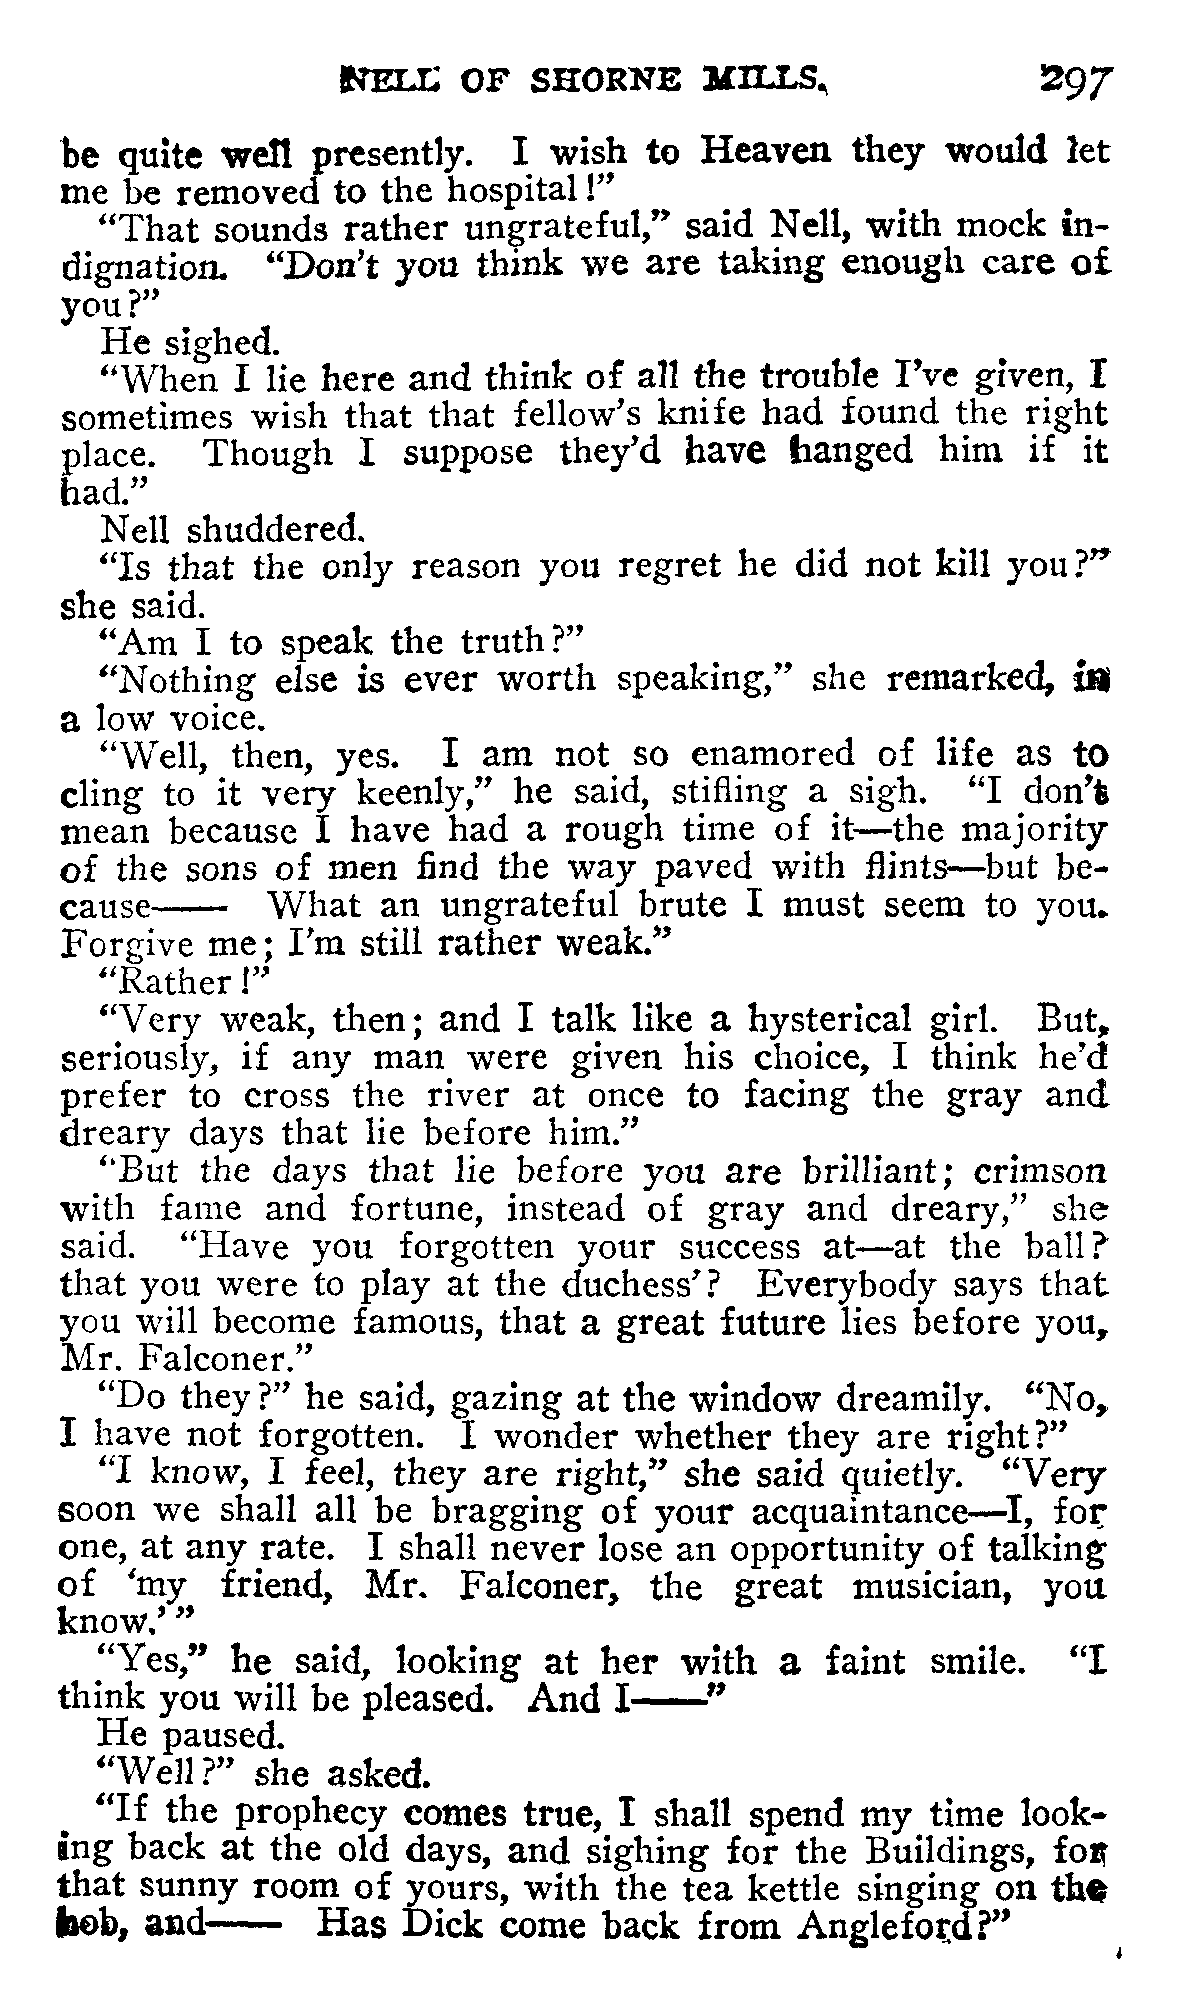 NELL OF SHORNE MILLS. 297
be quite well presently. I wish to Heaven they would let
me be removed to the hospital!"
"That sounds rather ungrateful," said Nell, with mock in-
dignation. "Don't you think we are taking enough care of
you?"
He sighed.
"When I lie here and think of all the trouble I've given, I
sometimes wish that that fellow's knife had found the right
place. Though I suppose they'd have hanged him if it
had."
Nell shuddered.
"Is that the only reason you regret he did not kill you?"
she said.
"Am I to speak the truth?"
"Nothing else is ever worth speaking," she remarked, in
a low voice.
"Well, then, yes. I am not so enamored of life as to
cling to it very keenly," he said, stifling a sigh. "I don't
mean because I have had a rough time of it—the majority
of the sons of men find the way paved with flints—but be-
cause—— What an ungrateful brute I must seem to you.
Forgive me; I'm still rather weak."
"Rather!"
"Very weak, then; and I talk like a hysterical girl. But,
seriously, if any man were given his choice, I think he'd
prefer to cross the river at once to facing the gray and
dreary days that lie before him."
"But the days that lie before you are brilliant; crimson
with fame and fortune, instead of gray and dreary," she
said. "Have you forgotten your success at—at the ball?
that you were to play at the duchess'? Everybody says that
you will become famous, that a great future lies before you,
Mr. Falconer."
"Do they?" he said, gazing at the window dreamily. "No,
I have not forgotten. I wonder whether they are right?"
"I know, I feel, they are right," she said quietly. "Very
soon we shall all be bragging of your acquaintance—I, for
one, at any rate. I shall never lose an opportunity of talking
of 'my friend, Mr. Falconer, the great musician, you
know.'"
"Yes," he said, looking at her with a faint smile. "I
think you will be pleased. And I——"
He paused.
"Well?" she asked.
"If the prophecy comes true, I shall spend my time look-
ing back at the old days, and sighing for the Buildings, for
that sunny room of yours, with the tea kettle singing on the
hob, and—— Has Dick come back from Angleford?"